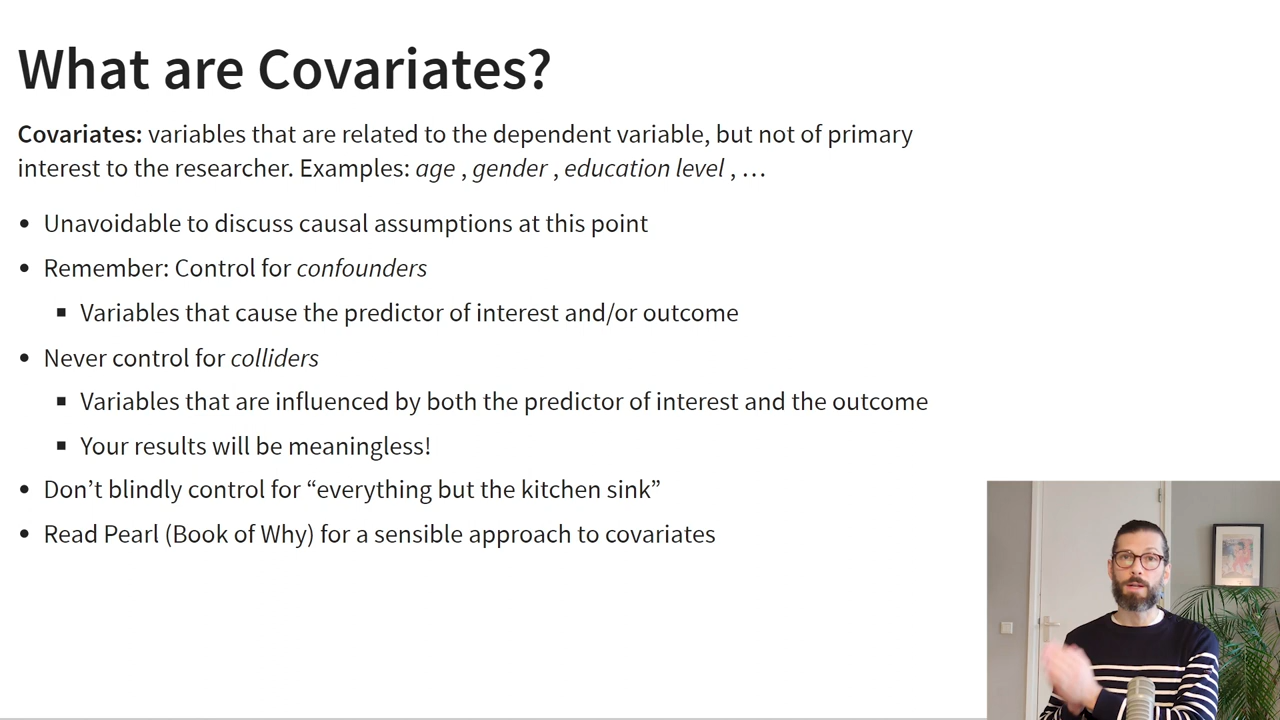 What are Covariates?
Covariates: variables that are related to the dependent variable, but not of primary
interest to the researcher. Examples: age , gender , education level , …
• Unavoidable to discuss causal assumptions at this point
• Remember: Control for confounders
▪ Variables that cause the predictor of interest and/or outcome
• Never control for colliders
▪ Variables that are influenced by both the predictor of interest and the outcome
▪ Your results will be meaningless!
• Don’t blindly control for “everything but the kitchen sink”
• Read Pearl (Book of Why) for a sensible approach to covariates